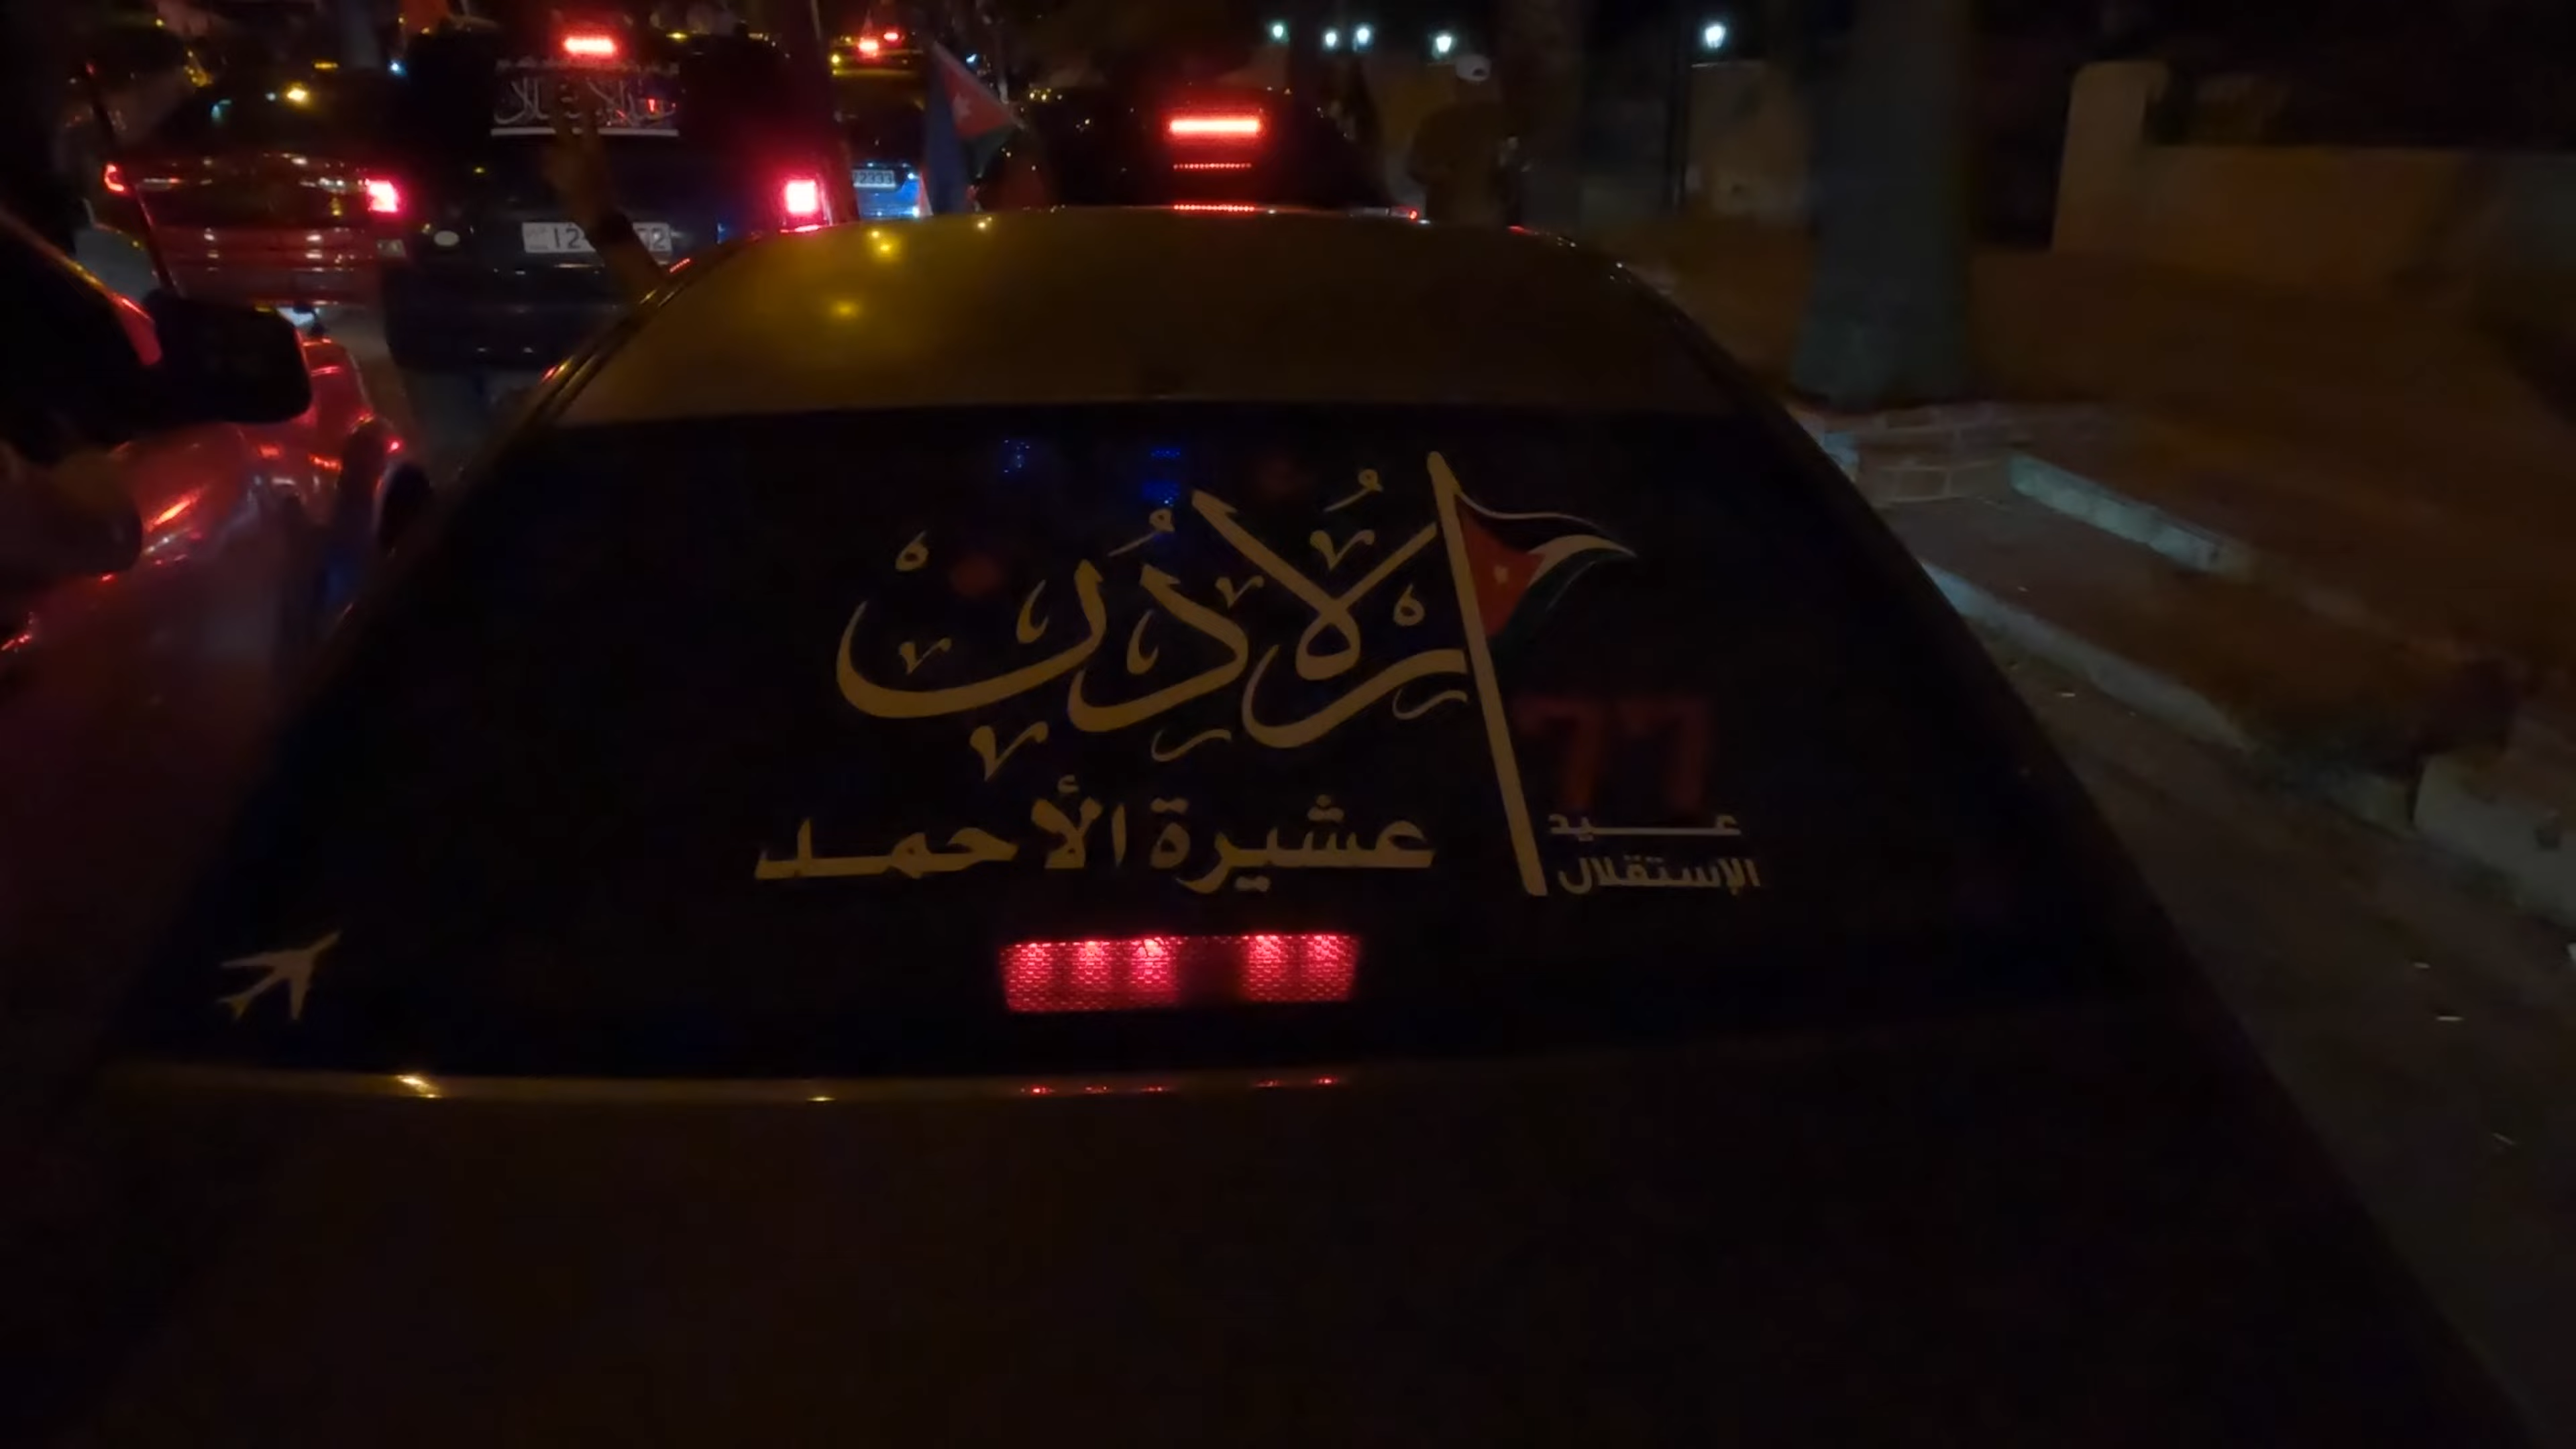 الأردن
77
عيد
الإستقلال
عشيرة الأحمد